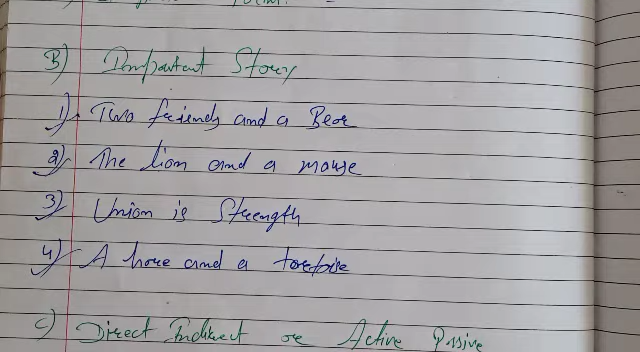 B) Important Story
1) Two friends and a Bear
2) The lion and a mouse
3) Union is Strength
4) A hare and a tortoise
C) Direct Indirect or Active Passive